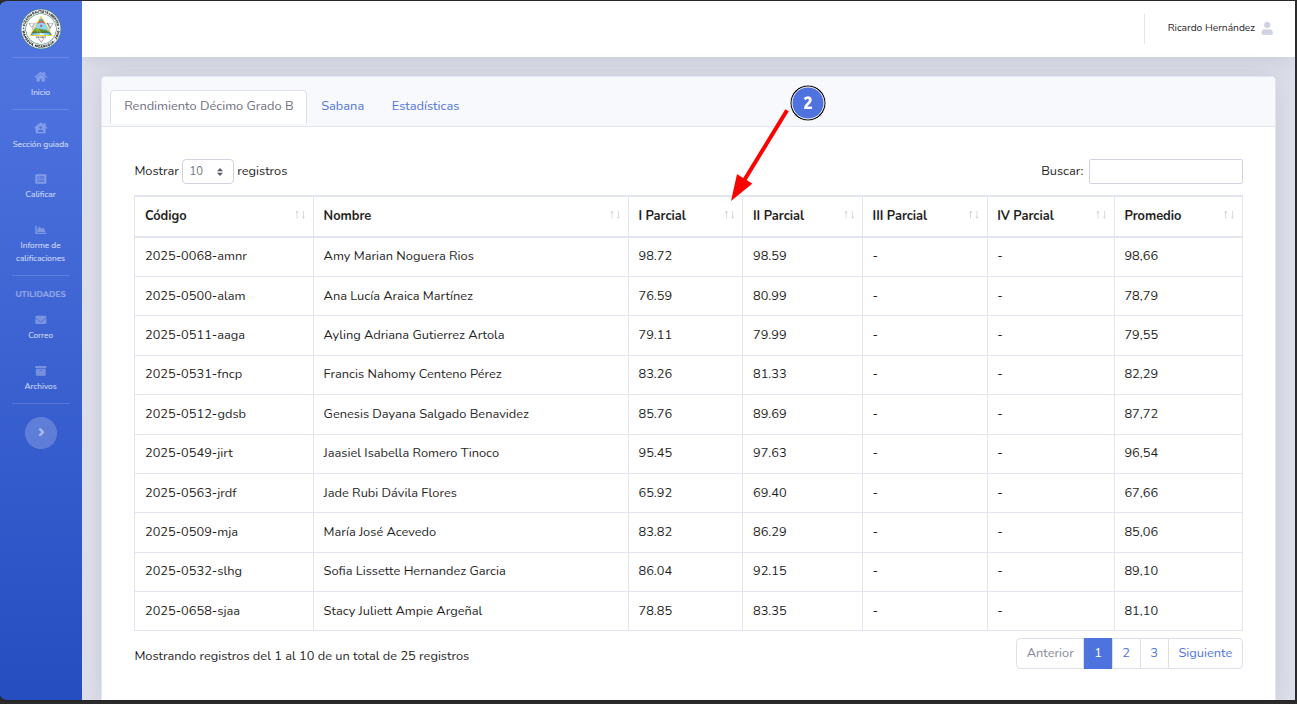 Ricardo Hernández
Inicio
Sección guiada
Calificar
Informe de
calificaciones
UTILIDADES
Correo
Archivos
Rendimiento Décimo Grado B Sabana Estadísticas
2
Mostrar 10 registros Buscar:
Código Nombre I Parcial II Parcial III Parcial IV Parcial Promedio
2025-0068-amnr Amy Marian Noguera Rios 98.72 98.59 - - 98,66
2025-0500-alam Ana Lucía Araica Martínez 76.59 80.99 - - 78,79
2025-0511-aaga Ayling Adriana Gutierrez Artola 79.11 79.99 - - 79,55
2025-0531-fncp Francis Nahomy Centeno Pérez 83.26 81.33 - - 82,29
2025-0512-gdsb Genesis Dayana Salgado Benavidez 85.76 89.69 - - 87,72
2025-0549-jirt Jaasiel Isabella Romero Tinoco 95.45 97.63 - - 96,54
2025-0563-jrdf Jade Rubi Dávila Flores 65.92 69.40 - - 67,66
2025-0509-mja María José Acevedo 83.82 86.29 - - 85,06
2025-0532-slhg Sofia Lissette Hernandez Garcia 86.04 92.15 - - 89,10
2025-0658-sjaa Stacy Juliett Ampie Argeñal 78.85 83.35 - - 81,10
Mostrando registros del 1 al 10 de un total de 25 registros
Anterior 1 2 3 Siguiente